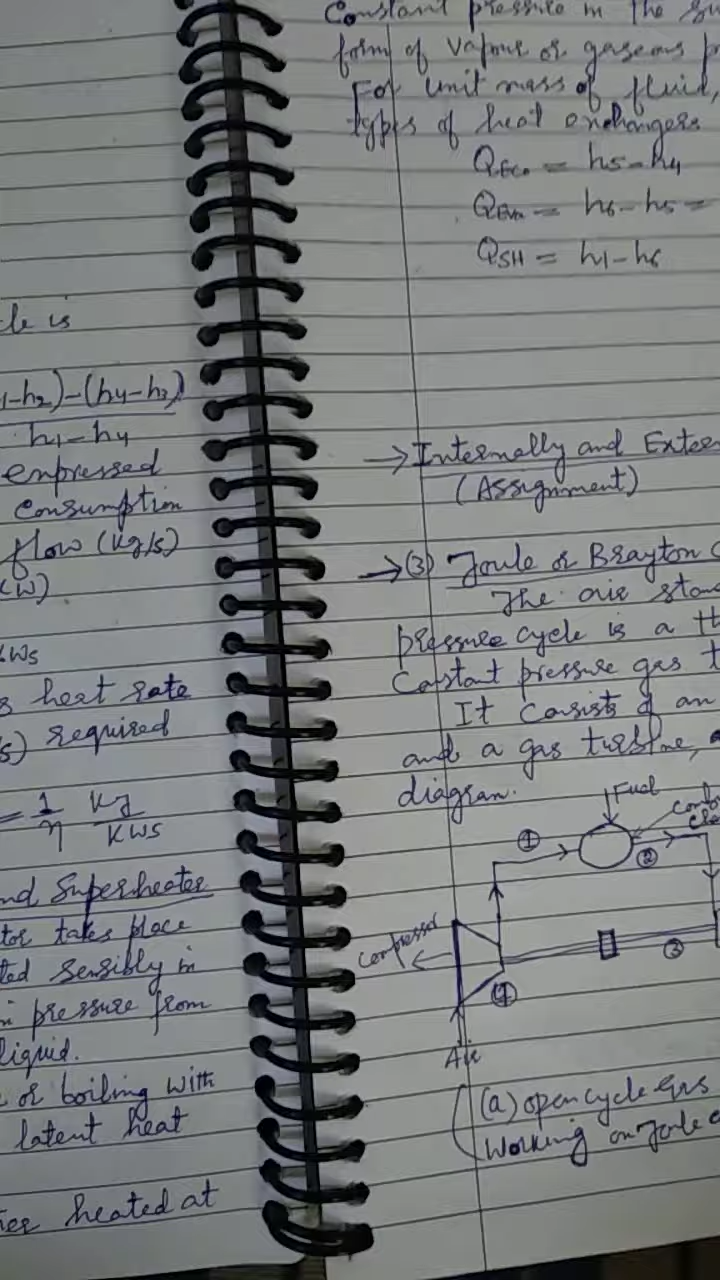 cle is
1-h2)-(h4-h3)
h1-h4
expressed
consumption
flow (kg/s)
KWs
s heat rate
s) required
= 1/η KJ/KWs
nd Superheater
tor takes place
ted sensibly in
pressure from
liquid.
e or boiling with
latent heat
heated at
Constant pressure in the su
form of vapour or gaseous p
For unit mass of fluid,
types of heat exchangers
QEco = h5-h4
QEva = h6-h5 =
QSH = h1-h6
→ Internally and Exter
(Assignment)
→ (3) Joule or Brayton C
The air stan
pressure cycle is a th
Constant pressure gas t
It consists of an
and a gas turbine, a
diagram.
Fuel
Comb
①
②
Compressor
③
④
Air
(a) open cycle gas
Working on Joule c